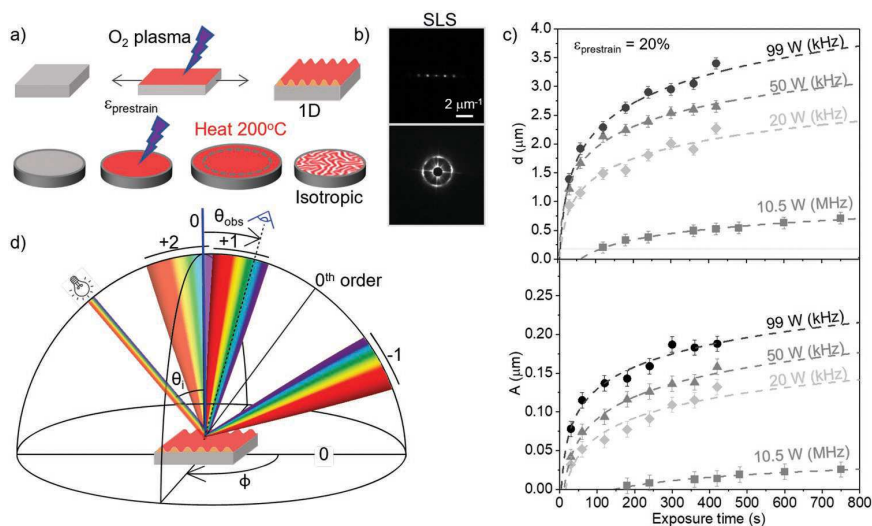 a)
O₂ plasma
εprestrain
1D
Heat 200°C
Isotropic
b)
SLS
2 μm⁻¹
c)
εprestrain = 20%
99 W (kHz)
50 W (kHz)
20 W (kHz)
10.5 W (MHz)
d (μm)
4.0
3.5
3.0
2.5
2.0
1.5
1.0
0.5
0.0
99 W (kHz)
50 W (kHz)
20 W (kHz)
10.5 W (MHz)
A (μm)
0.25
0.20
0.15
0.10
0.05
0.00
0 100 200 300 400 500 600 700 800
Exposure time (s)
d)
0
θobs
+2
+1
0th order
-1
θi
0
ϕ